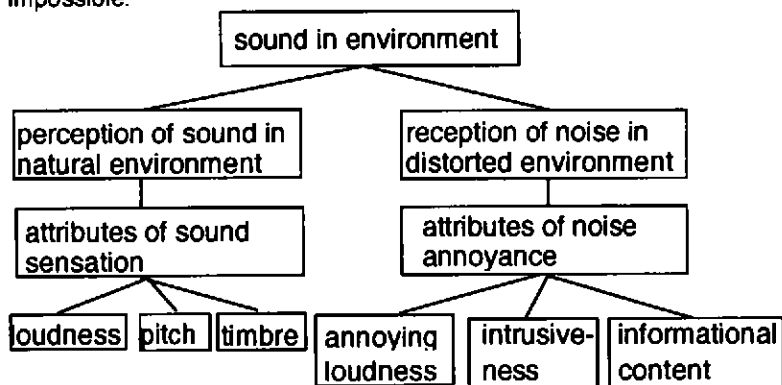 impossible.
sound in environment
perception of sound in
natural environment
reception of noise in
distorted environment
attributes of sound
sensation
attributes of noise
annoyance
loudness
pitch
timbre
annoying
loudness
intrusive-
ness
informational
content